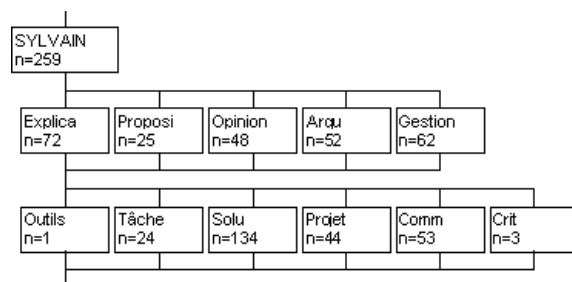 SYLVAIN
n=259
Explica Proposi Opinion Argu Gestion
n=72 n=25 n=48 n=52 n=62
Outils Tâche Solu Projet Comm Crit
n=1 n=24 n=134 n=44 n=53 n=3